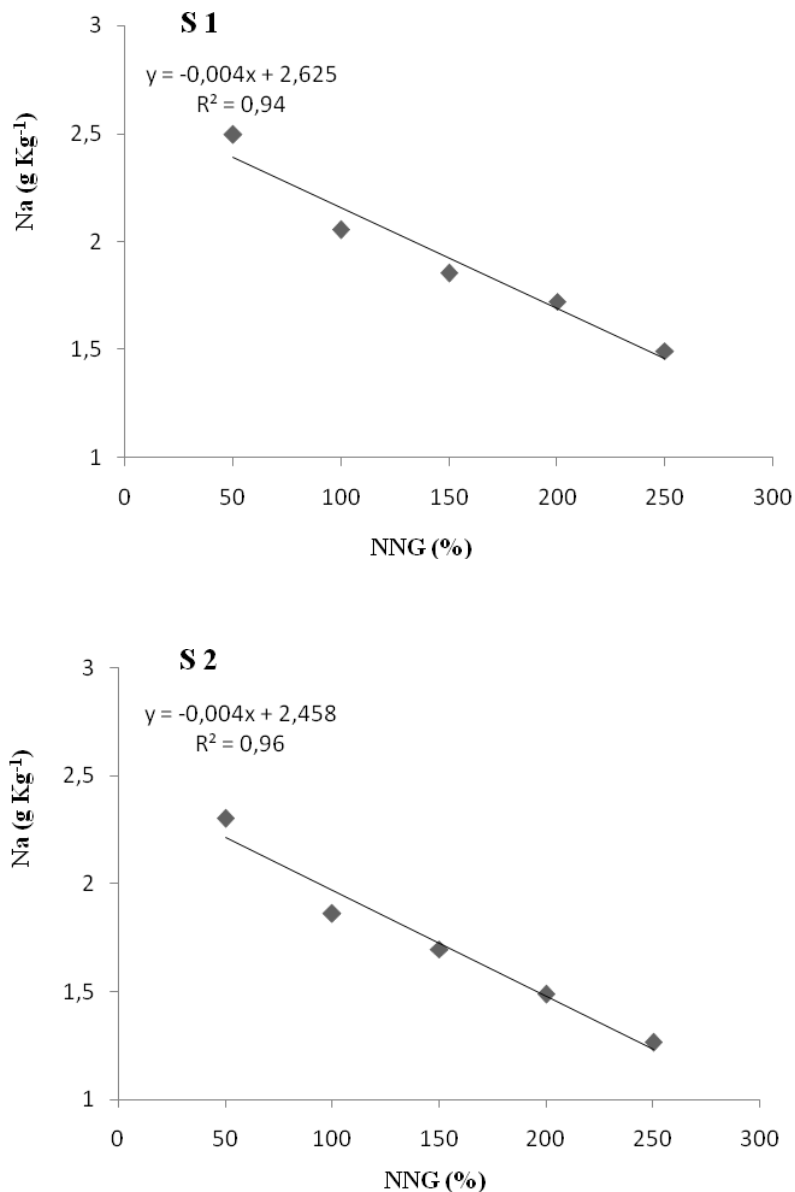 S 1
y = -0,004x + 2,625
R² = 0,94
Na (g Kg⁻¹)
3
2,5
2
1,5
1
0 50 100 150 200 250 300
NNG (%)
S 2
y = -0,004x + 2,458
R² = 0,96
Na (g Kg⁻¹)
3
2,5
2
1,5
1
0 50 100 150 200 250 300
NNG (%)